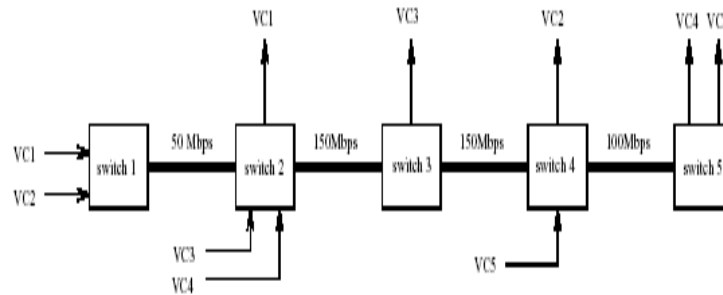 VC1 VC3 VC2 VC4 VC
50 Mbps 150Mbps 150Mbps 100Mbps
VC1
switch 1 switch 2 switch 3 switch 4 switch 5
VC2
VC3
VC5
VC4